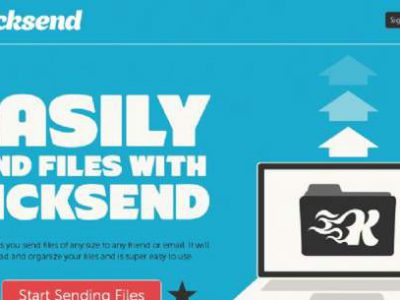 cksend
Sig
ASILY
ND FILES WITH
ICKSEND
s you send files of any size to any friend or email. It will
ad and organize your files and is super easy to use.
K
Start Sending Files